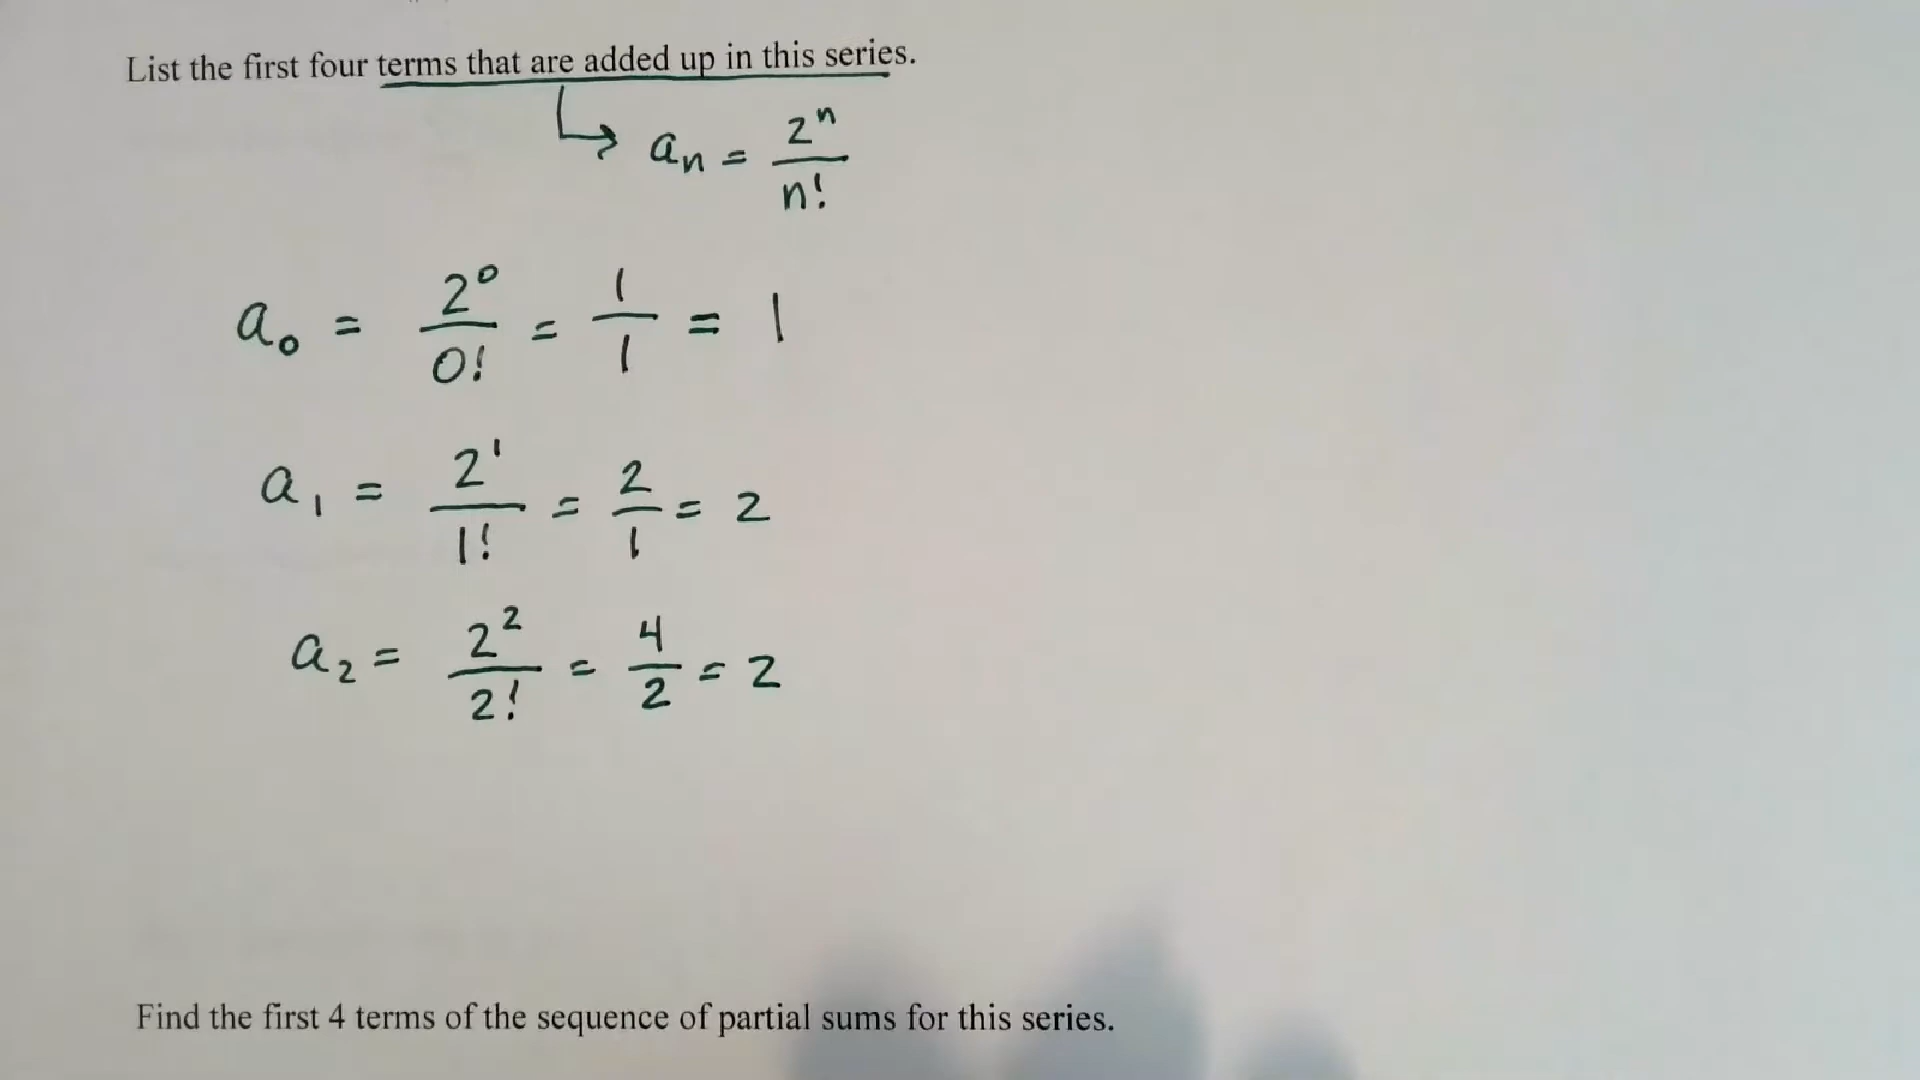 List the first four terms that are added up in this series.
aₙ = 2ⁿ/n!
a₀ = 2⁰/0! = 1/1 = 1
a₁ = 2¹/1! = 2/1 = 2
a₂ = 2²/2! = 4/2 = 2
Find the first 4 terms of the sequence of partial sums for this series.